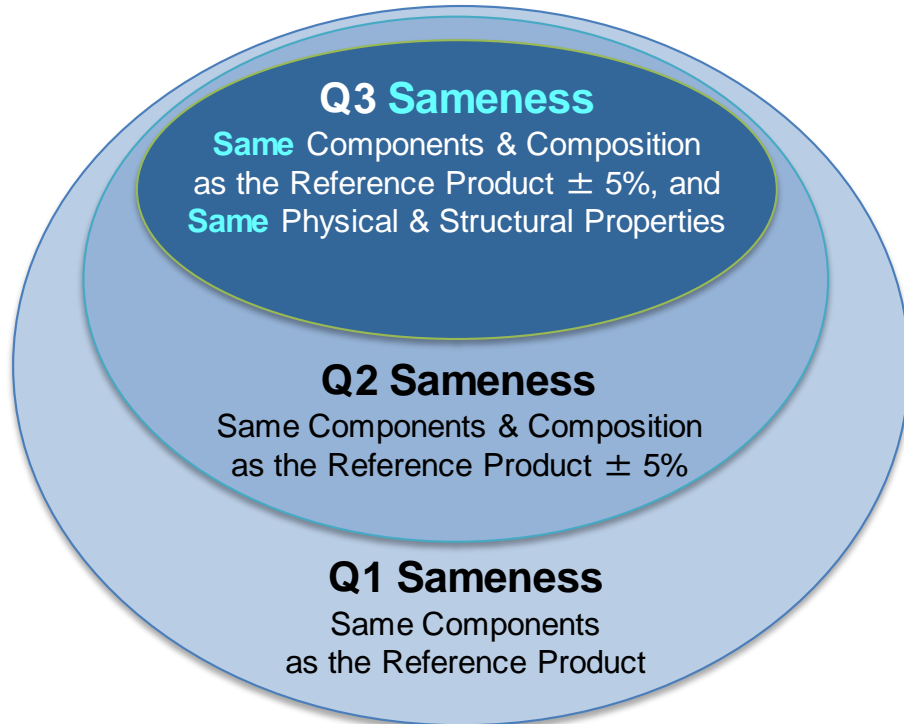 Q3 Sameness
Same Components & Composition
as the Reference Product ± 5%, and
Same Physical & Structural Properties
Q2 Sameness
Same Components & Composition
as the Reference Product ± 5%
Q1 Sameness
Same Components
as the Reference Product